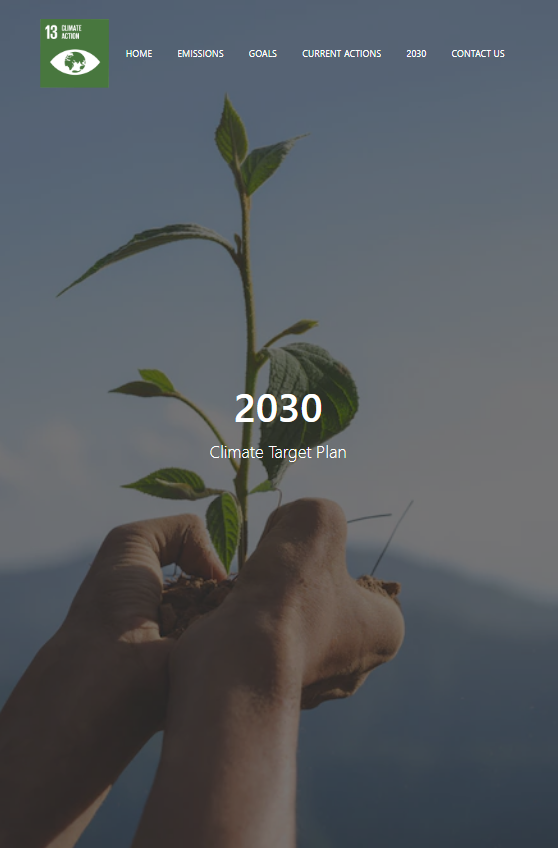 13 CLIMATE
ACTION
HOME EMISSIONS GOALS CURRENT ACTIONS 2030 CONTACT US
2030
Climate Target Plan